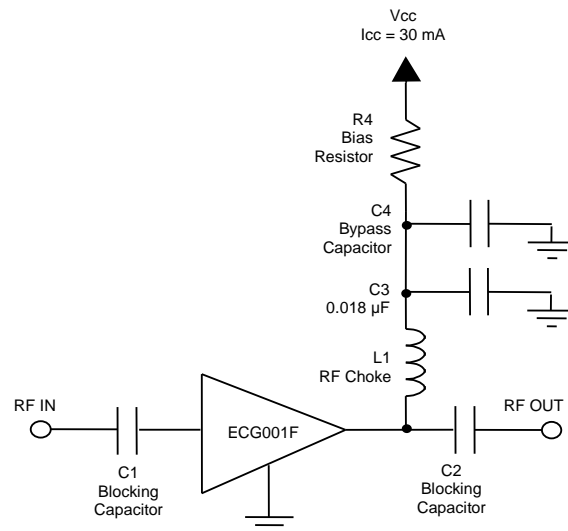 Vcc
Icc = 30 mA
R4
Bias
Resistor
C4
Bypass
Capacitor
C3
0.018 µF
L1
RF Choke
RF IN
ECG001F
RF OUT
C1
Blocking
Capacitor
C2
Blocking
Capacitor